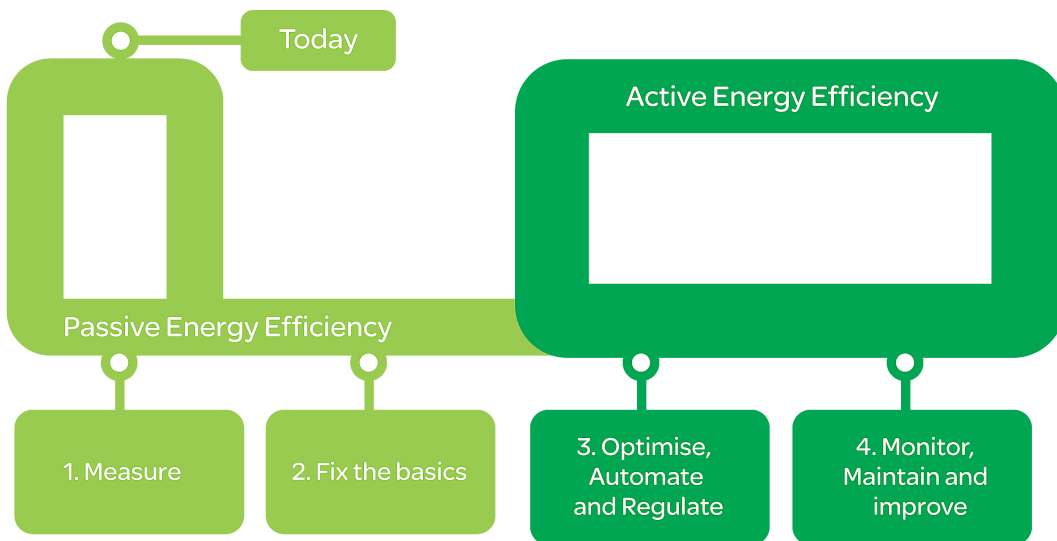 Today
Active Energy Efficiency
Passive Energy Efficiency
1. Measure
2. Fix the basics
3. Optimise,
Automate
and Regulate
4. Monitor,
Maintain and
improve